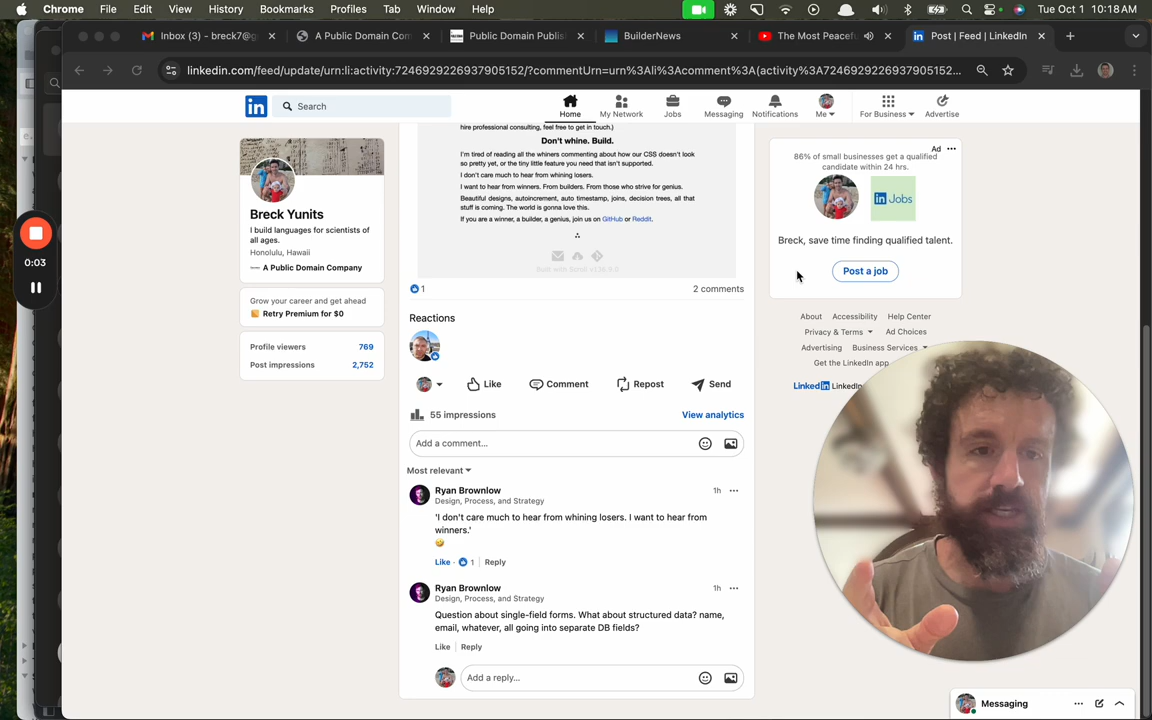 Chrome File Edit View History Bookmarks Profiles Tab Window Help
Tue Oct 1 10:18 AM
Inbox (3) - breck7@g
A Public Domain Com
Public Domain Publis
BuilderNews
The Most Peacef
Post | Feed | LinkedIn
linkedin.com/feed/update/urn:li:activity:7246929226937905152/?commentUrn=urn%3Ali%3Acomment%3A(activity%3A7246929226937905152...
in
Search
Home
My Network
Jobs
Messaging
Notifications
Me
For Business
Advertise
0:03
Breck Yunits
I build languages for scientists of
all ages.
Honolulu, Hawaii
A Public Domain Company
Grow your career and get ahead
Retry Premium for $0
Profile viewers 769
Post impressions 2,752
hire professional consulting, feel free to get in touch.)
Don't whine. Build.
I'm tired of reading all the whiners commenting about how our CSS doesn't look
so pretty yet, or the tiny little feature you need that isn't supported.
I don't care much to hear from whining losers.
I want to hear from winners. From builders. From those who strive for genius.
Beautiful designs, autoincrement, auto timestamp, joins, decision trees, all that
stuff is coming. The world is gonna love this.
If you are a winner, a builder, a genius, join us on GitHub or Reddit.
1
2 comments
Reactions
Like
Comment
Repost
Send
55 impressions
View analytics
Add a comment...
Most relevant
Ryan Brownlow
1h
Design, Process, and Strategy
'I don't care much to hear from whining losers. I want to hear from
winners.'
🤣
Like · 1 | Reply
Ryan Brownlow
1h
Design, Process, and Strategy
Question about single-field forms. What about structured data? name,
email, whatever, all going into separate DB fields?
Like | Reply
Add a reply...
Ad
86% of small businesses get a qualified
candidate within 24 hrs.
in Jobs
Breck, save time finding qualified talent.
Post a job
About Accessibility Help Center
Privacy & Terms Ad Choices
Advertising Business Services
Get the LinkedIn app
LinkedIn
Messaging